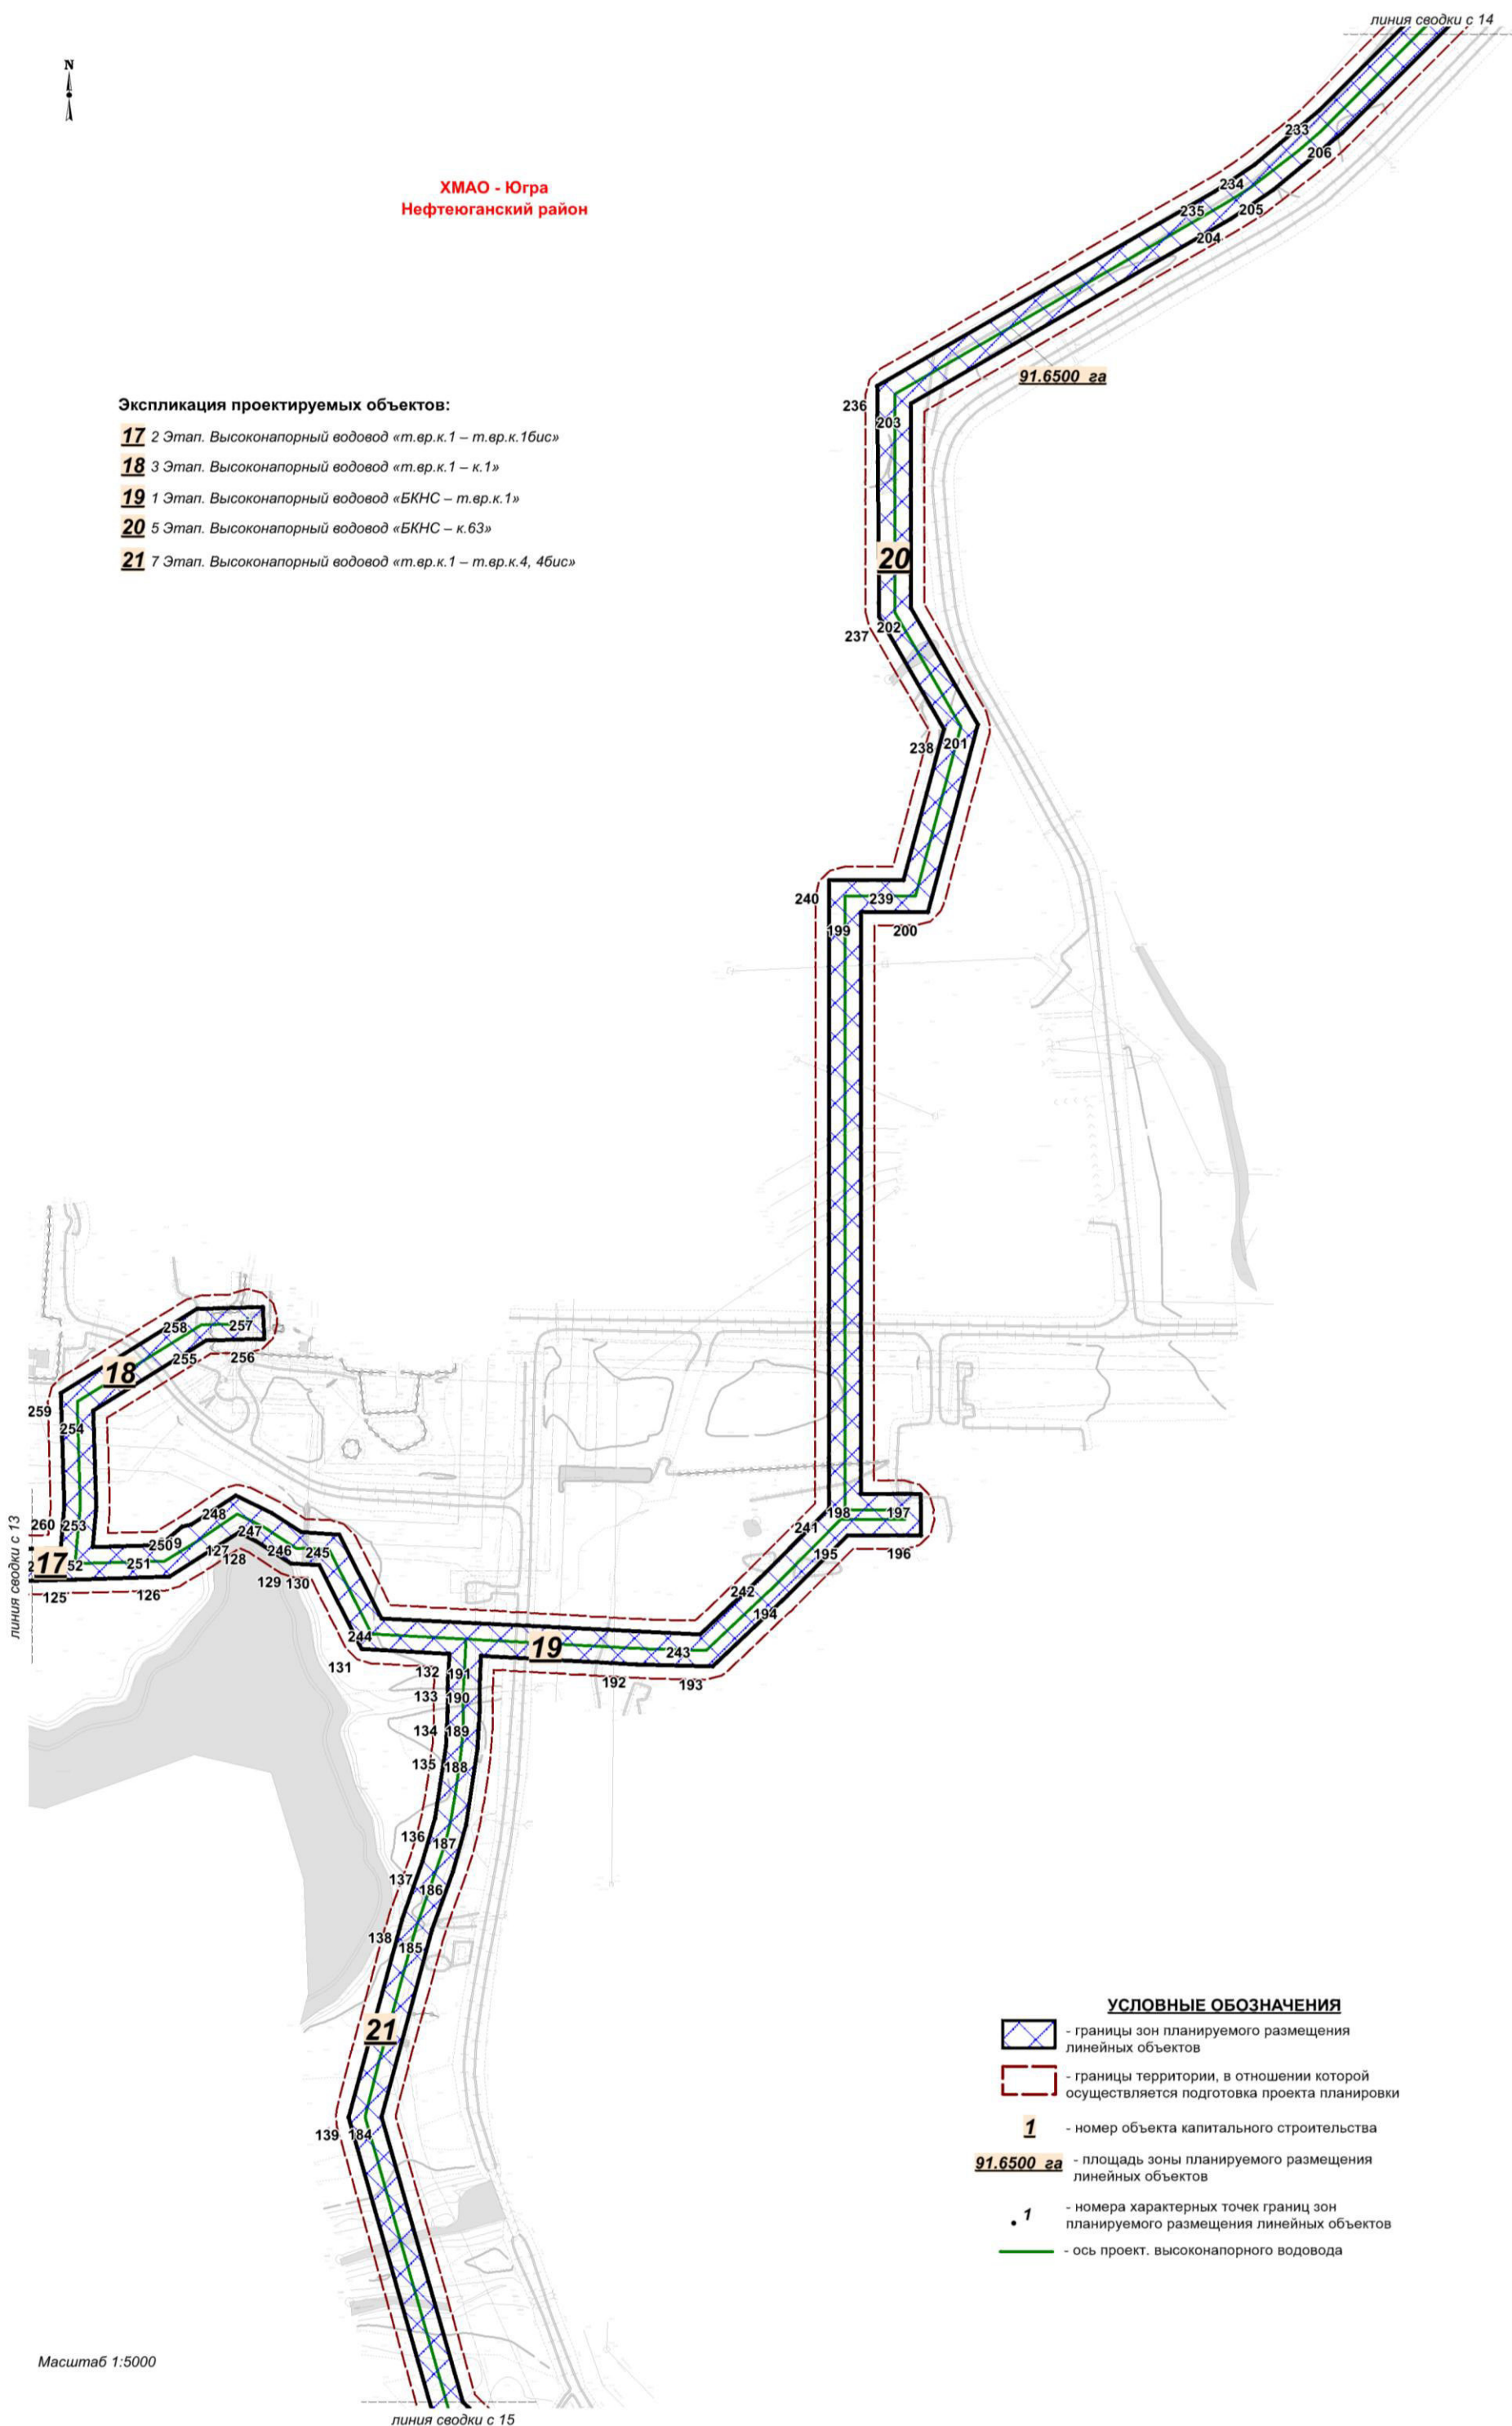 линия сводки с 14
N
ХМАО - Югра
Нефтеюганский район
233
206
234
235
205
204
91.6500 га
236
203
Экспликация проектируемых объектов:
17 2 Этап. Высоконапорный водовод «т.вр.к.1 – т.вр.к.1бис»
18 3 Этап. Высоконапорный водовод «т.вр.к.1 – к.1»
19 1 Этап. Высоконапорный водовод «БКНС – т.вр.к.1»
20 5 Этап. Высоконапорный водовод «БКНС – к.63»
21 7 Этап. Высоконапорный водовод «т.вр.к.1 – т.вр.к.4, 4бис»
20
202
237
238
201
240
239
199
200
258
257
255
256
18
259
254
260
253
248
250
9
247
127
128
246
245
251
17
52
125
126
129
130
линия сводки с 13
198
197
241
195
196
242
194
244
19
243
131
132
191
192
193
133
190
134
189
135
188
136
187
137
186
138
185
21
139
184
УСЛОВНЫЕ ОБОЗНАЧЕНИЯ
- границы зон планируемого размещения
линейных объектов
- границы территории, в отношении которой
осуществляется подготовка проекта планировки
1 - номер объекта капитального строительства
91.6500 га - площадь зоны планируемого размещения
линейных объектов
1 - номера характерных точек границ зон
планируемого размещения линейных объектов
- ось проект. высоконапорного водовода
Масштаб 1:5000
линия сводки с 15